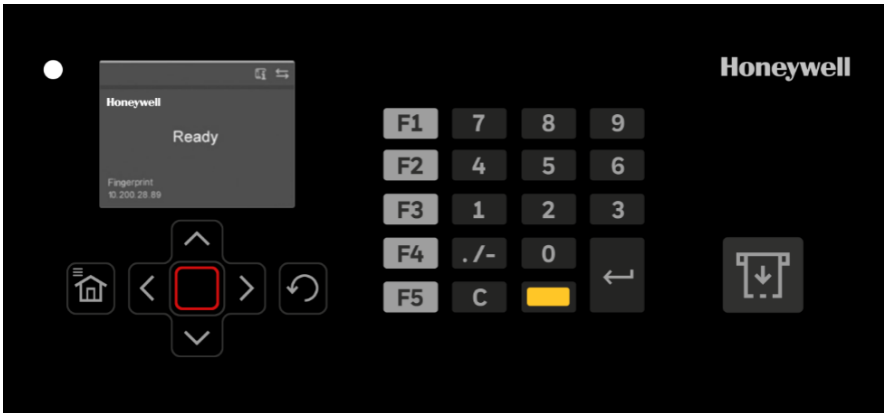 Honeywell
Honeywell
Ready
Fingerprint
10.200.28.89
F1 7 8 9
F2 4 5 6
F3 1 2 3
F4 ./- 0
F5 C